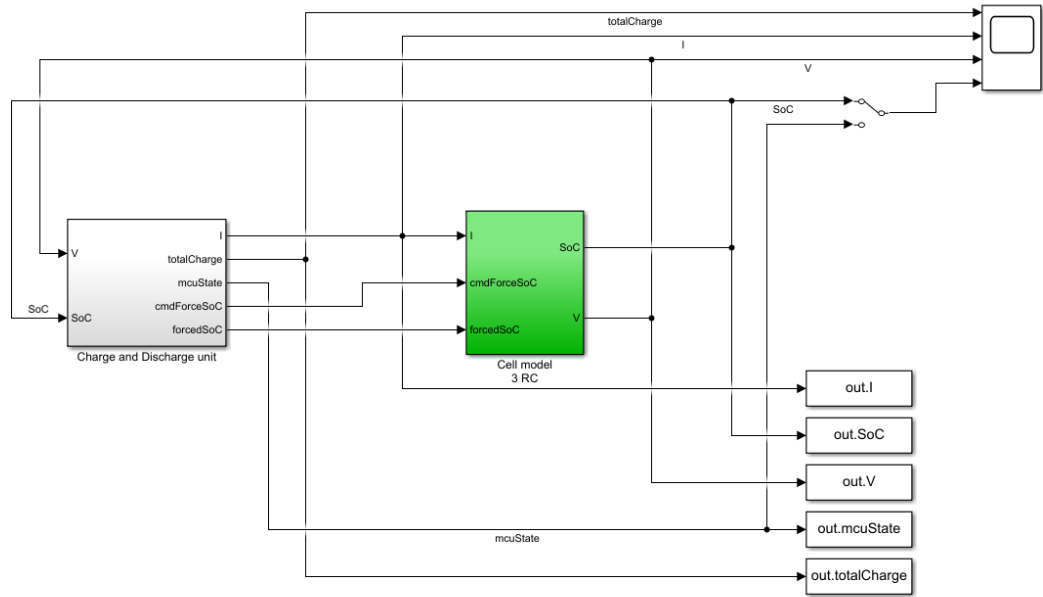 totalCharge
I
V
SoC
I
totalCharge
mcuState
cmdForceSoC
forcedSoC
V
SoC
SoC
Charge and Discharge unit
I
cmdForceSoC
forcedSoC
SoC
V
Cell model
3 RC
out.I
out.SoC
out.V
out.mcuState
mcuState
out.totalCharge